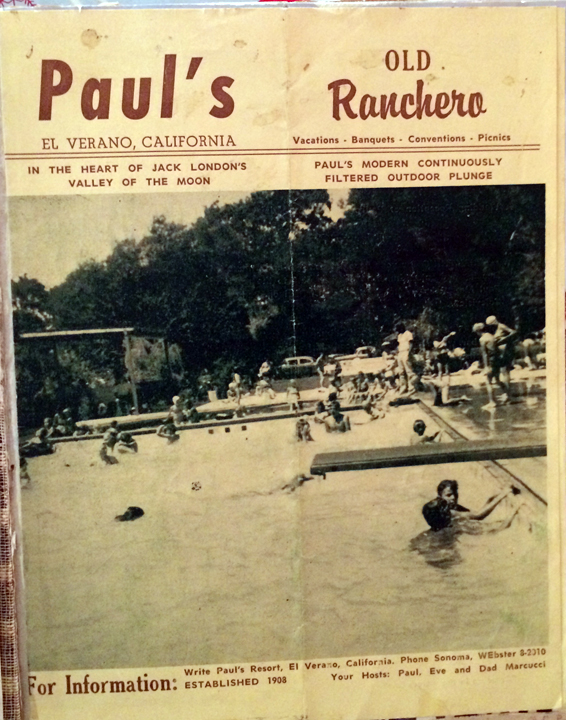 Paul's
EL VERANO, CALIFORNIA
OLD
Ranchero
Vacations - Banquets - Conventions - Picnics
IN THE HEART OF JACK LONDON'S
VALLEY OF THE MOON
PAUL'S MODERN CONTINUOUSLY
FILTERED OUTDOOR PLUNGE
For Information:
Write Paul's Resort, El Verano, California. Phone Sonoma, WEbster 8-2310
ESTABLISHED 1908
Your Hosts: Paul, Eve and Dad Marcucci